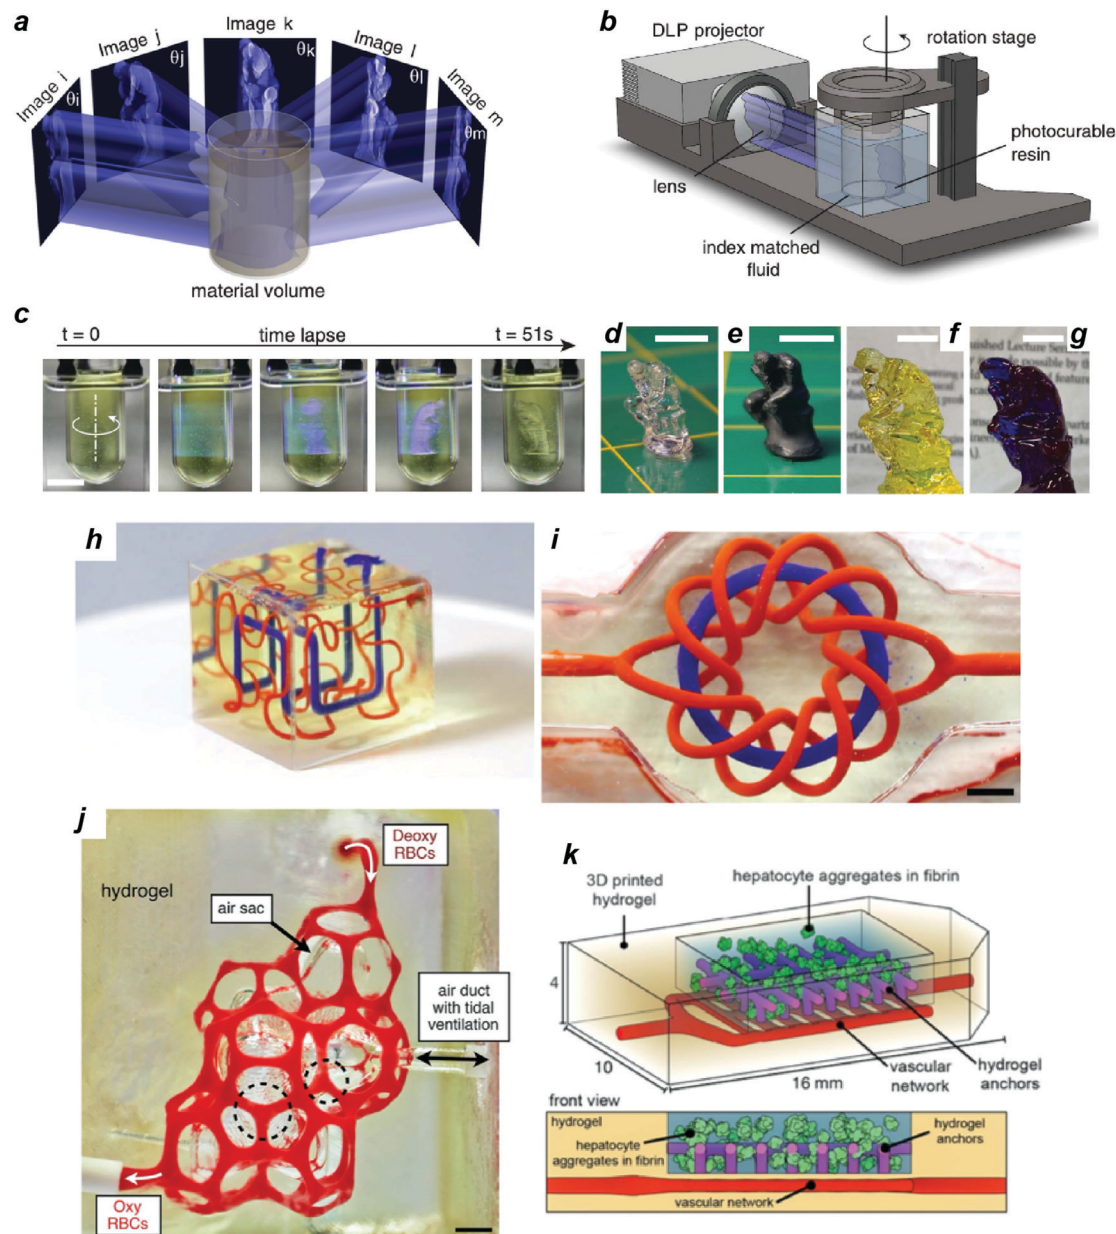 a
Image i
θi
Image j
θj
Image k
θk
Image l
θl
Image m
θm
material volume
b
DLP projector
rotation stage
photocurable
resin
lens
index matched
fluid
c
t = 0
time lapse
t = 51s
d
e
f
g
h
i
j
hydrogel
Deoxy
RBCs
air sac
air duct
with tidal
ventilation
Oxy
RBCs
k
3D printed
hydrogel
hepatocyte aggregates in fibrin
4
10
16 mm
vascular
network
hydrogel
anchors
front view
hydrogel
hepatocyte
aggregates in fibrin
hydrogel
anchors
vascular network